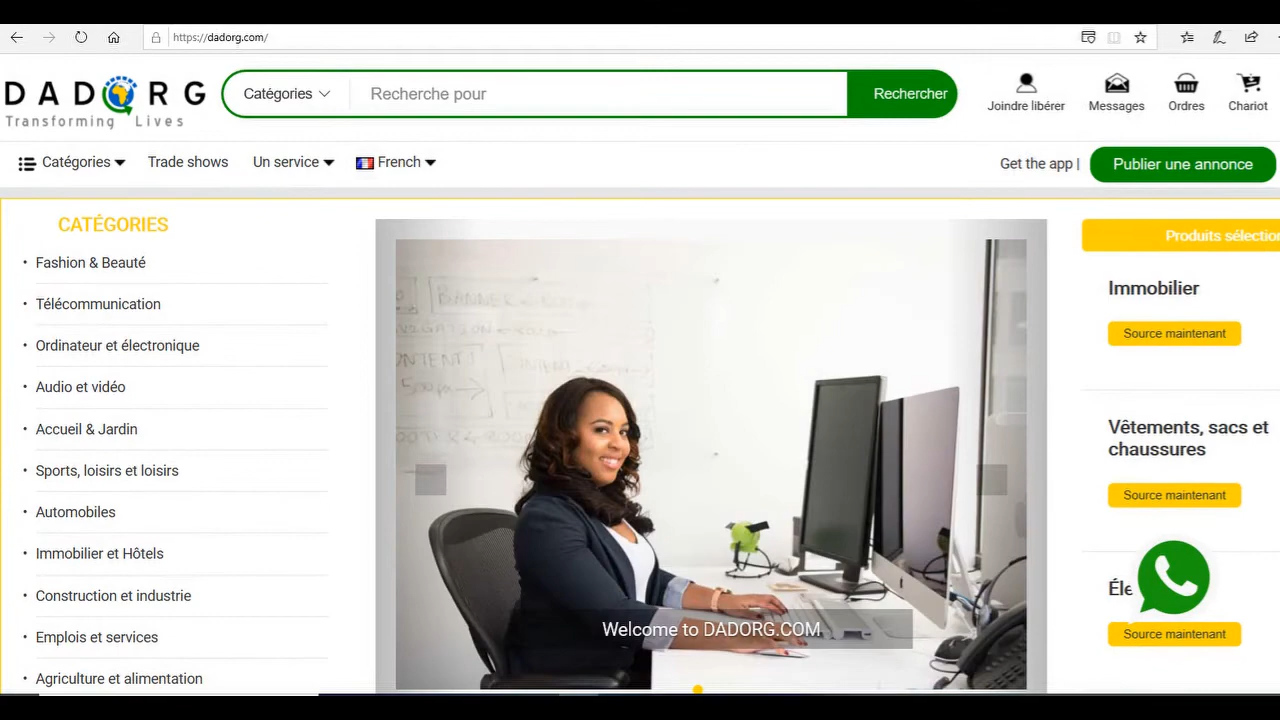 https://dadorg.com/
DADORG
Transforming Lives
Catégories
Recherche pour
Rechercher
Joindre libérer
Messages
Ordres
Chariot
Catégories
Trade shows
Un service
French
Get the app |
Publier une annonce
CATÉGORIES
Fashion & Beauté
Télécommunication
Ordinateur et électronique
Audio et vidéo
Accueil & Jardin
Sports, loisirs et loisirs
Automobiles
Immobilier et Hôtels
Construction et industrie
Emplois et services
Agriculture et alimentation
BANNER
CONTENT
Welcome to DADORG.COM
Produits sélection
Immobilier
Source maintenant
Vêtements, sacs et
chaussures
Source maintenant
Éle
Source maintenant